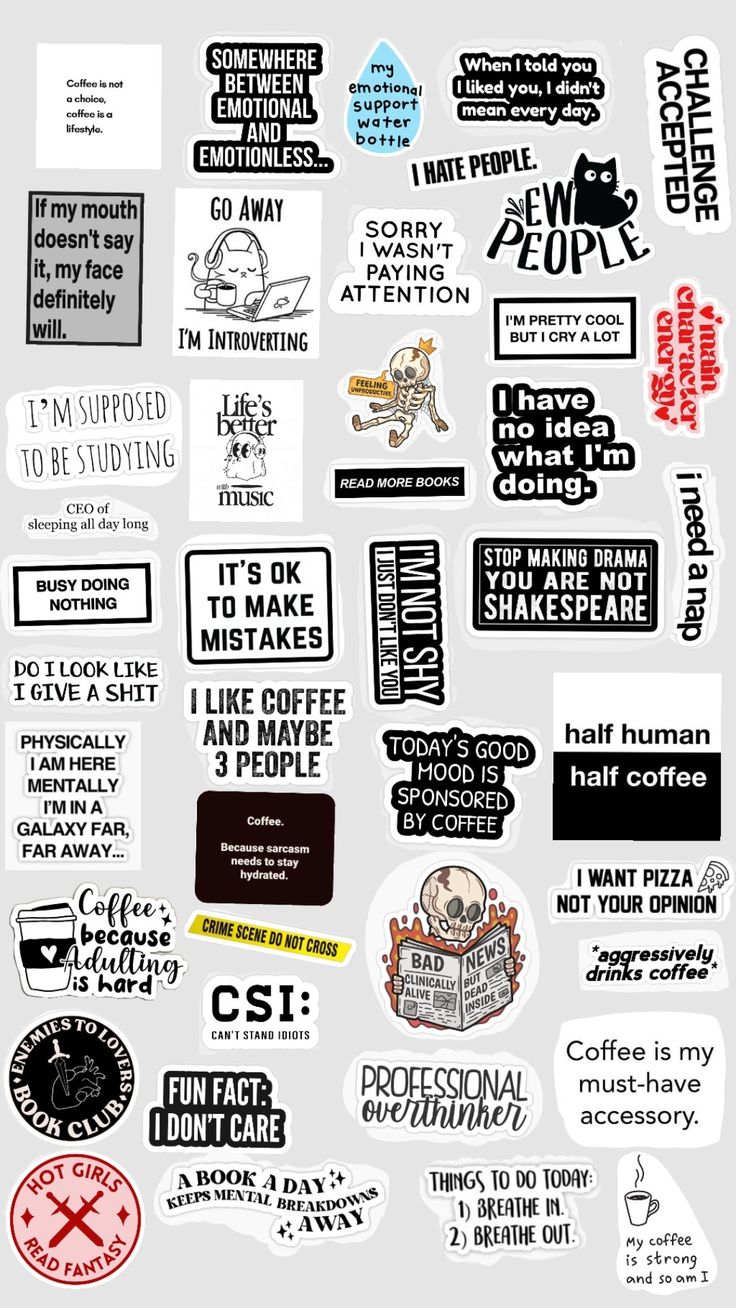 Coffee is not
a choice,
coffee is a
lifestyle.
SOMEWHERE
BETWEEN
EMOTIONAL
AND
EMOTIONLESS...
my
emotional
support
water
bottle
When I told you
I liked you, I didn't
mean every day.
CHALLENGE
ACCEPTED
I HATE PEOPLE.
EW
PEOPLE
If my mouth
doesn't say
it, my face
definitely
will.
GO AWAY
I'M INTROVERTING
SORRY
I WASN'T
PAYING
ATTENTION
I'M PRETTY COOL
BUT I CRY A LOT
main
character
energy
FEELING
UNPRODUCTIVE
I'M SUPPOSED
TO BE STUDYING
Life's
better
with
music
I have
no idea
what I'm
doing.
READ MORE BOOKS
i need a nap
CEO of
sleeping all day long
BUSY DOING
NOTHING
IT'S OK
TO MAKE
MISTAKES
I'M NOT SHY
I JUST DON'T LIKE YOU
STOP MAKING DRAMA
YOU ARE NOT
SHAKESPEARE
DO I LOOK LIKE
I GIVE A SHIT
I LIKE COFFEE
AND MAYBE
3 PEOPLE
half human
half coffee
PHYSICALLY
I AM HERE
MENTALLY
I'M IN A
GALAXY FAR,
FAR AWAY...
TODAY'S GOOD
MOOD IS
SPONSORED
BY COFFEE
Coffee.
Because sarcasm
needs to stay
hydrated.
I WANT PIZZA
NOT YOUR OPINION
Coffee
because
Adulting
is hard
CRIME SCENE DO NOT CROSS
BAD NEWS
CLINICALLY
ALIVE
BUT
DEAD
INSIDE
*aggressively
drinks coffee*
CSI:
CAN'T STAND IDIOTS
ENEMIES TO LOVERS
BOOK CLUB
FUN FACT:
I DON'T CARE
PROFESSIONAL
overthinker
Coffee is my
must-have
accessory.
HOT GIRLS
READ FANTASY
A BOOK A DAY
KEEPS MENTAL BREAKDOWNS
AWAY
THINGS TO DO TODAY:
1) BREATHE IN.
2) BREATHE OUT.
My coffee
is strong
and so am I